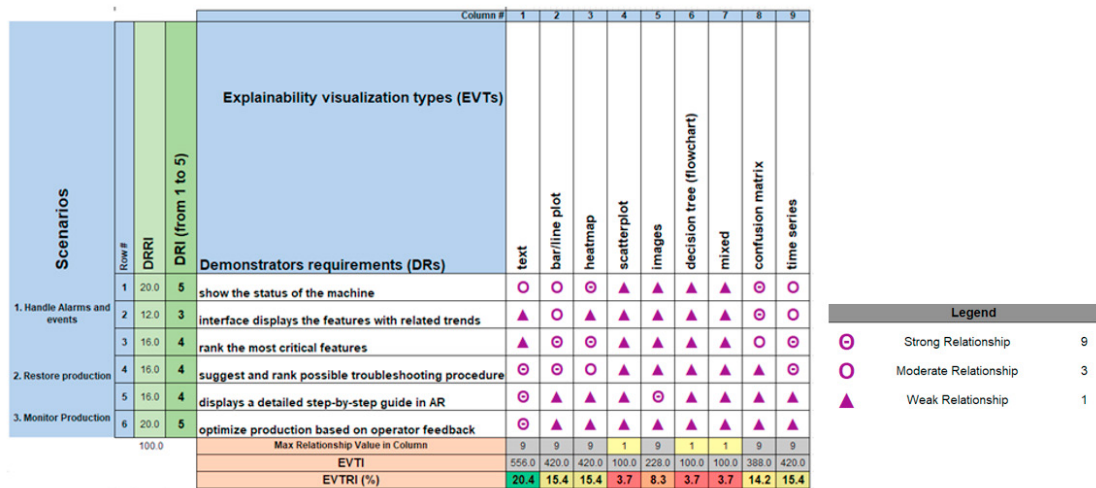 Column # 1 2 3 4 5 6 7 8 9
Explainability visualization types (EVTs)
Scenarios
Row #
DRRI
DRI (from 1 to 5)
Demonstrators requirements (DRs)
text
bar/line plot
heatmap
scatterplot
images
decision tree (flowchart)
mixed
confusion matrix
time series
1. Handle Alarms and
events
2. Restore production
3. Monitor Production
1 20.0 5 show the status of the machine
2 12.0 3 interface displays the features with related trends
3 16.0 4 rank the most critical features
4 16.0 4 suggest and rank possible troubleshooting procedure
5 16.0 4 displays a detailed step-by-step guide in AR
6 20.0 5 optimize production based on operator feedback
100.0
Max Relationship Value in Column 9 9 9 1 9 1 1 9 9
EVTI 556.0 420.0 420.0 100.0 228.0 100.0 100.0 388.0 420.0
EVTRI (%) 20.4 15.4 15.4 3.7 8.3 3.7 3.7 14.2 15.4
Legend
Strong Relationship 9
Moderate Relationship 3
Weak Relationship 1